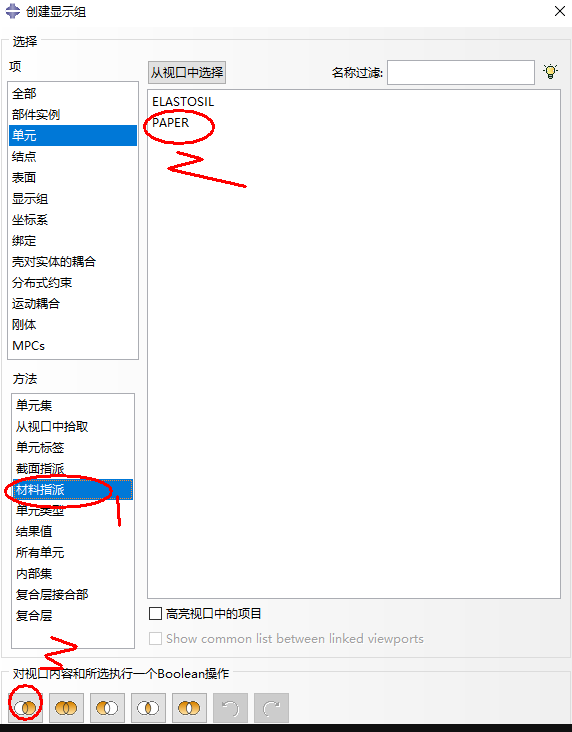 创建显示组
选择
项
从视口中选择
名称过滤:
全部
部件实例
单元
结点
表面
显示组
坐标系
绑定
壳对实体的耦合
分布式约束
运动耦合
刚体
MPCs
ELASTOSIL
PAPER
方法
单元集
从视口中拾取
单元标签
截面指派
材料指派
单元类型
结果值
所有单元
内部集
复合层接合部
复合层
高亮视口中的项目
Show common list between linked viewports
对视口内容和所选执行一个Boolean操作